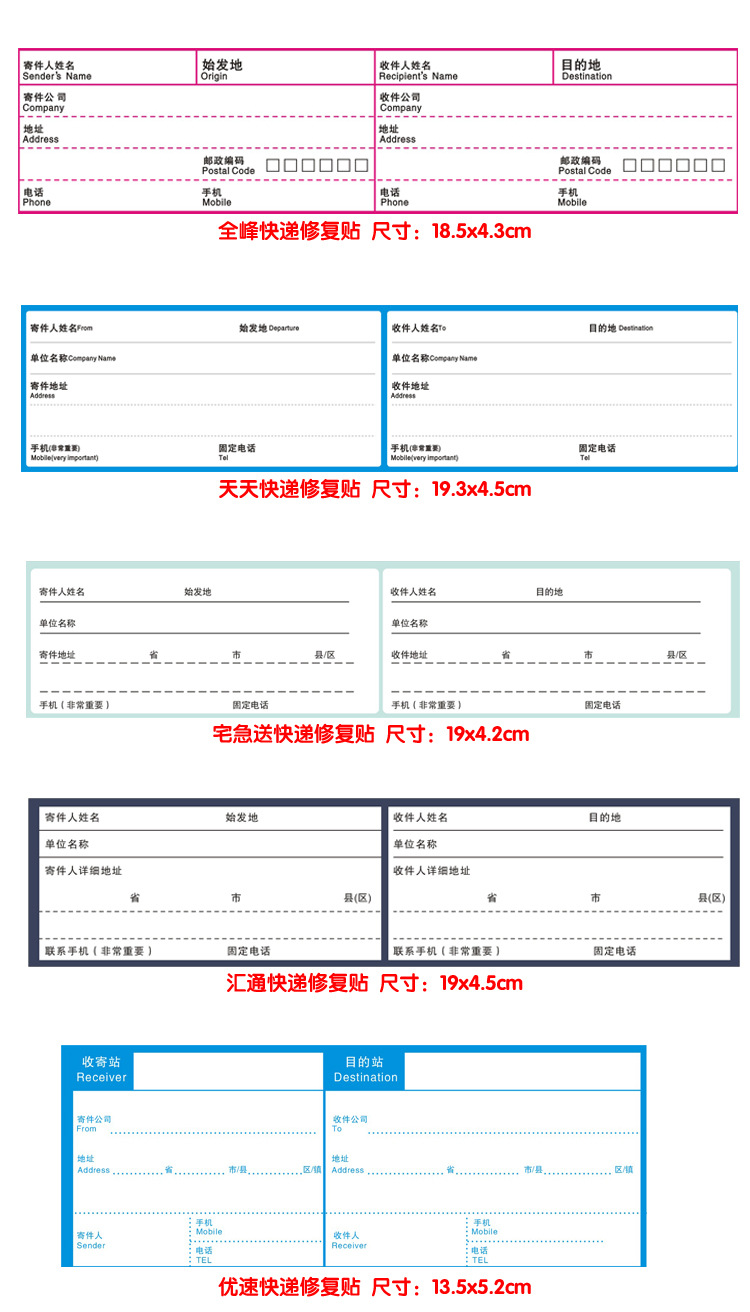 寄件人姓名 始发地 收件人姓名 目的地
Sender's Name Origin Recipient's Name Destination
寄件公司 收件公司
Company Company
地址 地址
Address Address
邮政编码 邮政编码
Postal Code Postal Code
电话 手机 电话 手机
Phone Mobile Phone Mobile
全峰快递修复贴 尺寸：18.5x4.3cm
寄件人姓名From 始发地 Departure 收件人姓名To 目的地 Destination
单位名称Company Name 单位名称Company Name
寄件地址 收件地址
Address Address
手机(非常重要) 固定电话 手机(非常重要) 固定电话
Mobile(very important) Tel Mobile(very important) Tel
天天快递修复贴 尺寸：19.3x4.5cm
寄件人姓名 始发地 收件人姓名 目的地
单位名称 单位名称
寄件地址 省 市 县/区 收件地址 省 市 县/区
手机（非常重要） 固定电话 手机（非常重要） 固定电话
宅急送快递修复贴 尺寸：19x4.2cm
寄件人姓名 始发地 收件人姓名 目的地
单位名称 单位名称
寄件人详细地址 收件人详细地址
省 市 县(区) 省 市 县(区)
联系手机（非常重要） 固定电话 联系手机（非常重要） 固定电话
汇通快递修复贴 尺寸：19x4.5cm
收寄站 目的站
Receiver Destination
寄件公司 收件公司
From To
地址 地址
Address 省 市/县 区/镇 Address 省 市/县 区/镇
手机 手机
Mobile Mobile
寄件人 收件人
Sender Receiver
电话 电话
TEL TEL
优速快递修复贴 尺寸：13.5x5.2cm